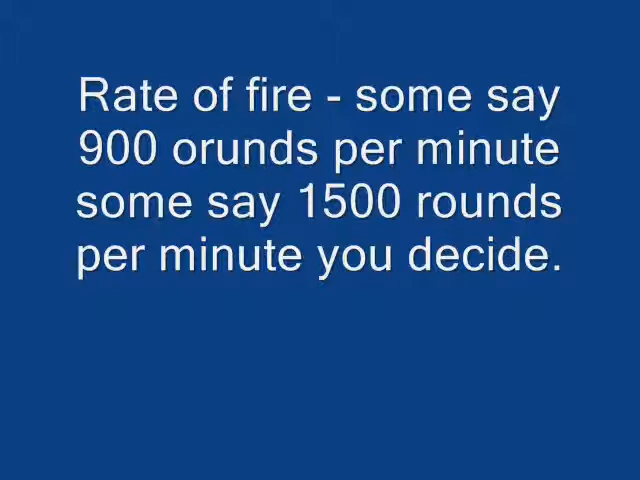 Rate of fire - some say
900 orunds per minute
some say 1500 rounds
per minute you decide.